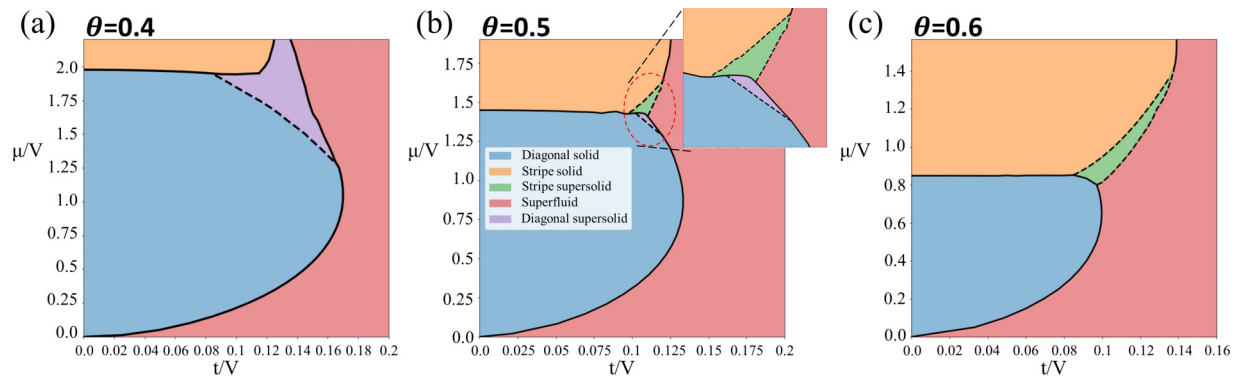 (a) θ=0.4
μ/V
2.0
1.75
1.5
1.25
1.0
0.75
0.5
0.25
0.0
0.0 0.02 0.04 0.06 0.08 0.1 0.12 0.14 0.16 0.18 0.2
t/V
(b) θ=0.5
μ/V
1.75
1.5
1.25
1.0
0.75
0.5
0.25
0.0
Diagonal solid
Stripe solid
Stripe supersolid
Superfluid
Diagonal supersolid
0.0 0.025 0.05 0.075 0.1 0.125 0.15 0.175 0.2
t/V
(c) θ=0.6
μ/V
1.4
1.2
1.0
0.8
0.6
0.4
0.2
0.0
0.0 0.02 0.04 0.06 0.08 0.1 0.12 0.14 0.16
t/V